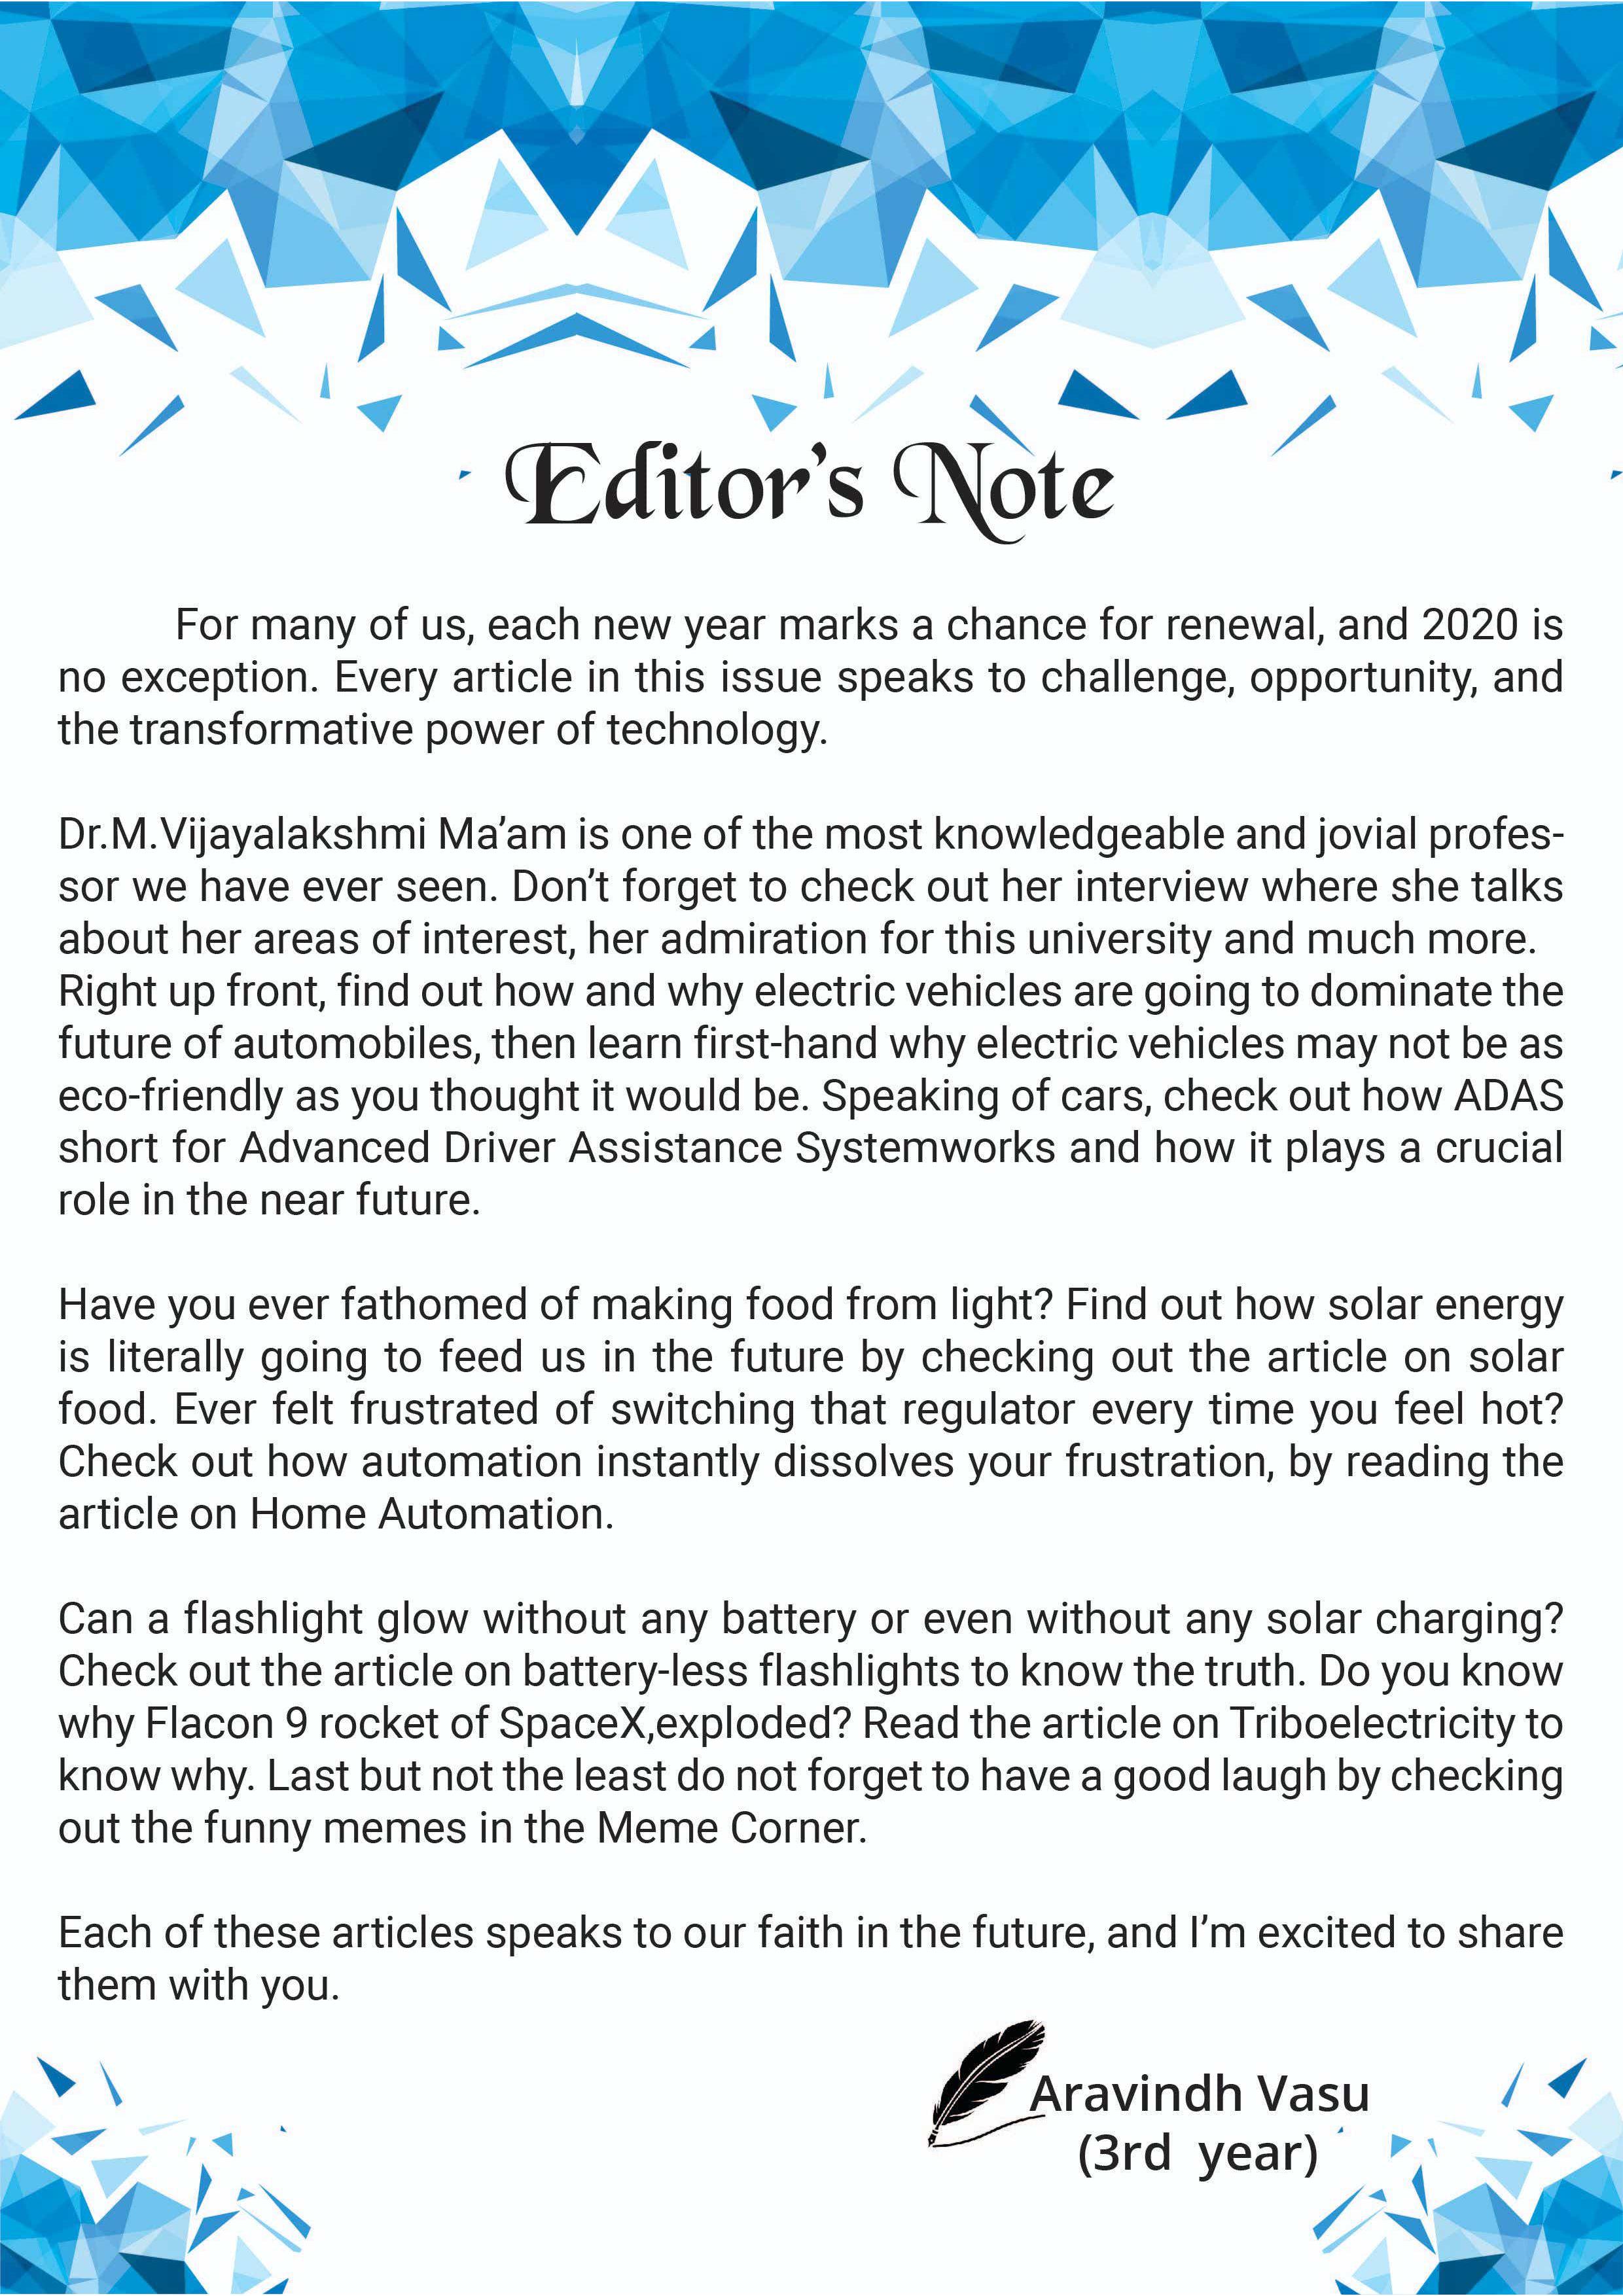 Editor’s Note
For many of us, each new year marks a chance for renewal, and 2020 is
no exception. Every article in this issue speaks to challenge, opportunity, and
the transformative power of technology.
Dr.M.Vijayalakshmi Ma’am is one of the most knowledgeable and jovial profes-
sor we have ever seen. Don’t forget to check out her interview where she talks
about her areas of interest, her admiration for this university and much more.
Right up front, find out how and why electric vehicles are going to dominate the
future of automobiles, then learn first-hand why electric vehicles may not be as
eco-friendly as you thought it would be. Speaking of cars, check out how ADAS
short for Advanced Driver Assistance Systemworks and how it plays a crucial
role in the near future.
Have you ever fathomed of making food from light? Find out how solar energy
is literally going to feed us in the future by checking out the article on solar
food. Ever felt frustrated of switching that regulator every time you feel hot?
Check out how automation instantly dissolves your frustration, by reading the
article on Home Automation.
Can a flashlight glow without any battery or even without any solar charging?
Check out the article on battery-less flashlights to know the truth. Do you know
why Flacon 9 rocket of SpaceX,exploded? Read the article on Triboelectricity to
know why. Last but not the least do not forget to have a good laugh by checking
out the funny memes in the Meme Corner.
Each of these articles speaks to our faith in the future, and I’m excited to share
them with you.
Aravindh Vasu
(3rd year)